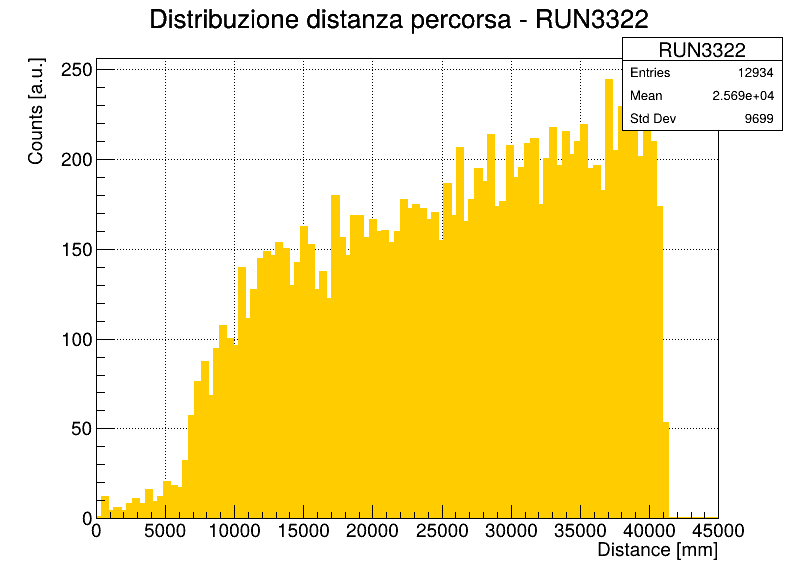 Distribuzione distanza percorsa - RUN3322
RUN3322
Entries 12934
Mean 2.569e+04
Std Dev 9699
Counts [a.u.]
250
200
150
100
50
0
0 5000 10000 15000 20000 25000 30000 35000 40000 45000
Distance [mm]